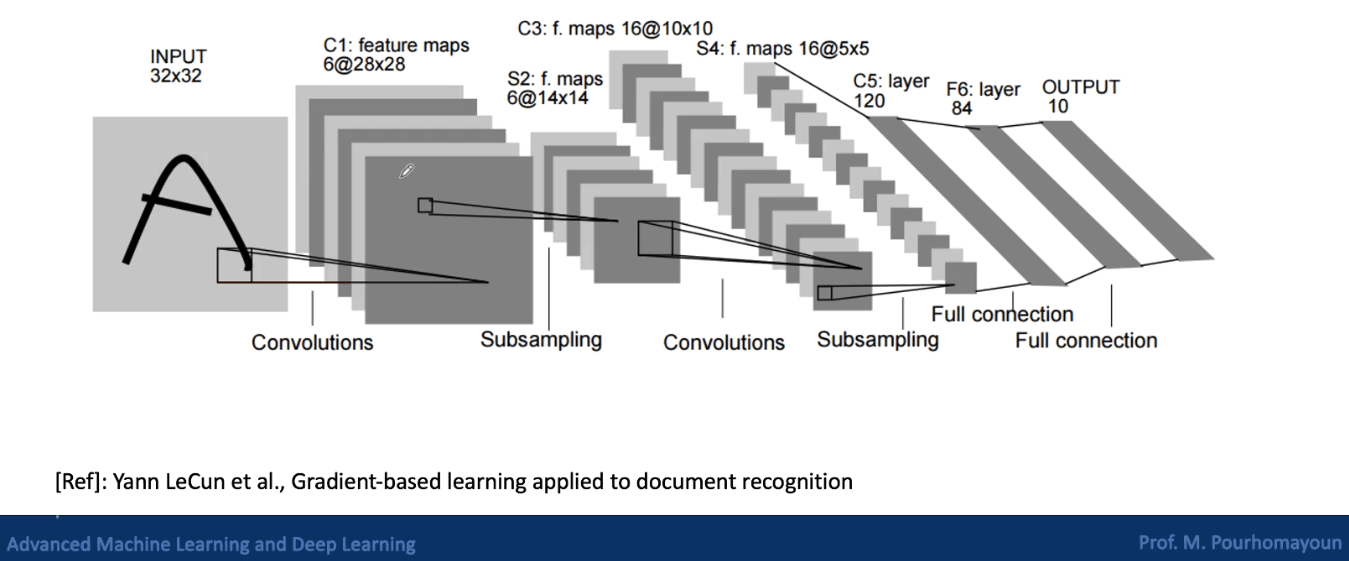 INPUT
32x32
C1: feature maps
6@28x28
S2: f. maps
6@14x14
C3: f. maps 16@10x10
S4: f. maps 16@5x5
C5: layer
120
F6: layer
84
OUTPUT
10
Convolutions
Subsampling
Convolutions
Subsampling
Full connection
Full connection
A
[Ref]: Yann LeCun et al., Gradient-based learning applied to document recognition
Advanced Machine Learning and Deep Learning
Prof. M. Pourhomayoun